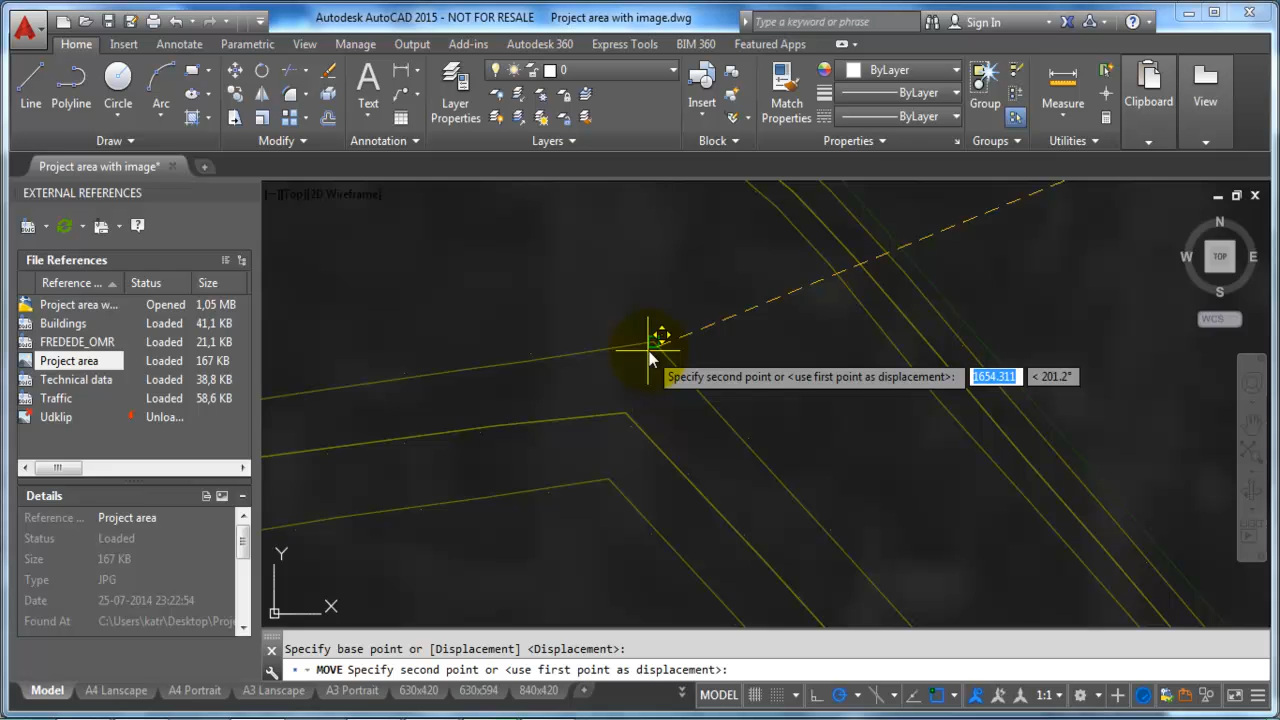 Autodesk AutoCAD 2015 - NOT FOR RESALE Project area with image.dwg Type a keyword or phrase Sign In
Home Insert Annotate Parametric View Manage Output Add-ins Autodesk 360 Express Tools BIM 360 Featured Apps
0 ByLayer
ByLayer
Line Polyline Circle Arc Text Layer Properties Insert Match Properties Group Measure Clipboard View
ByLayer
Draw Modify Annotation Layers Block Properties Groups Utilities
Project area with image*
EXTERNAL REFERENCES
[—][Top][2D Wireframe]
N
W TOP E
S
WCS
File References
Reference ... Status Size
Project area w... Opened 1,05 MB
Buildings Loaded 41,1 KB
FREDEDE_OMR Loaded 34,2 KB
Project area Loaded 167 KB
Technical data Loaded 38,8 KB
Traffic Loaded 58,6 KB
Udklip Unloa...
Specify second point or <use first point as displacement>: 1654.311 < 201.2°
Details
Reference ... Project area
Status Loaded
Size 167 KB
Type JPG
Date 25-07-2014 23:22:54
Found At C:\Users\katr\Desktop\Proj
Y
X
Specify base point or [Displacement] <Displacement>:
MOVE Specify second point or <use first point as displacement>:
Model A4 Lanscape A4 Portrait A3 Lanscape A3 Portrait 630x420 630x594 840x420 + MODEL 1:1